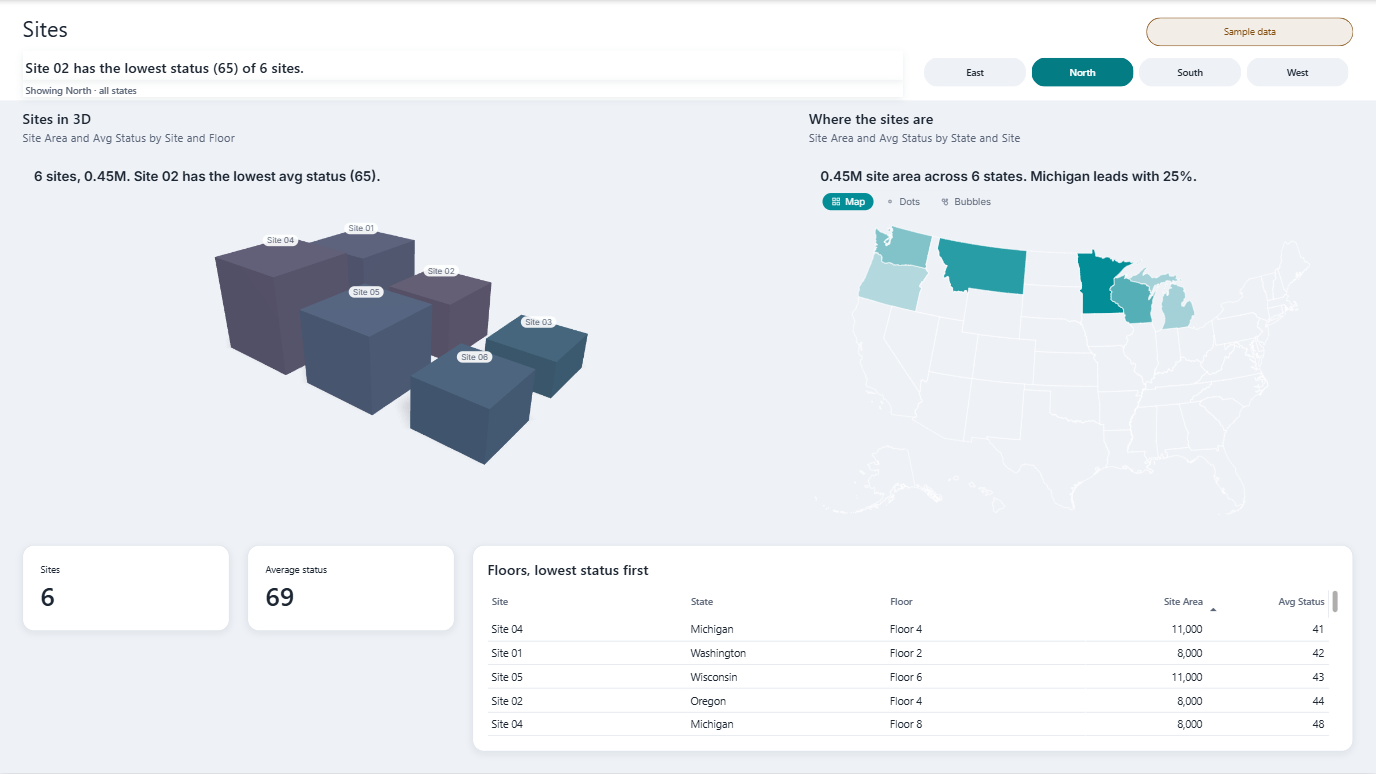 Sites
Sample data
Site 02 has the lowest status (65) of 6 sites.
Showing North · all states
East
North
South
West
Sites in 3D
Site Area and Avg Status by Site and Floor
6 sites, 0.45M. Site 02 has the lowest avg status (65).
Site 04
Site 01
Site 02
Site 05
Site 03
Site 06
Where the sites are
Site Area and Avg Status by State and Site
0.45M site area across 6 states. Michigan leads with 25%.
Map
Dots
Bubbles
Sites
6
Average status
69
Floors, lowest status first
Site State Floor Site Area Avg Status
Site 04 Michigan Floor 4 11,000 41
Site 01 Washington Floor 2 8,000 42
Site 05 Wisconsin Floor 6 11,000 43
Site 02 Oregon Floor 4 8,000 44
Site 04 Michigan Floor 8 8,000 48